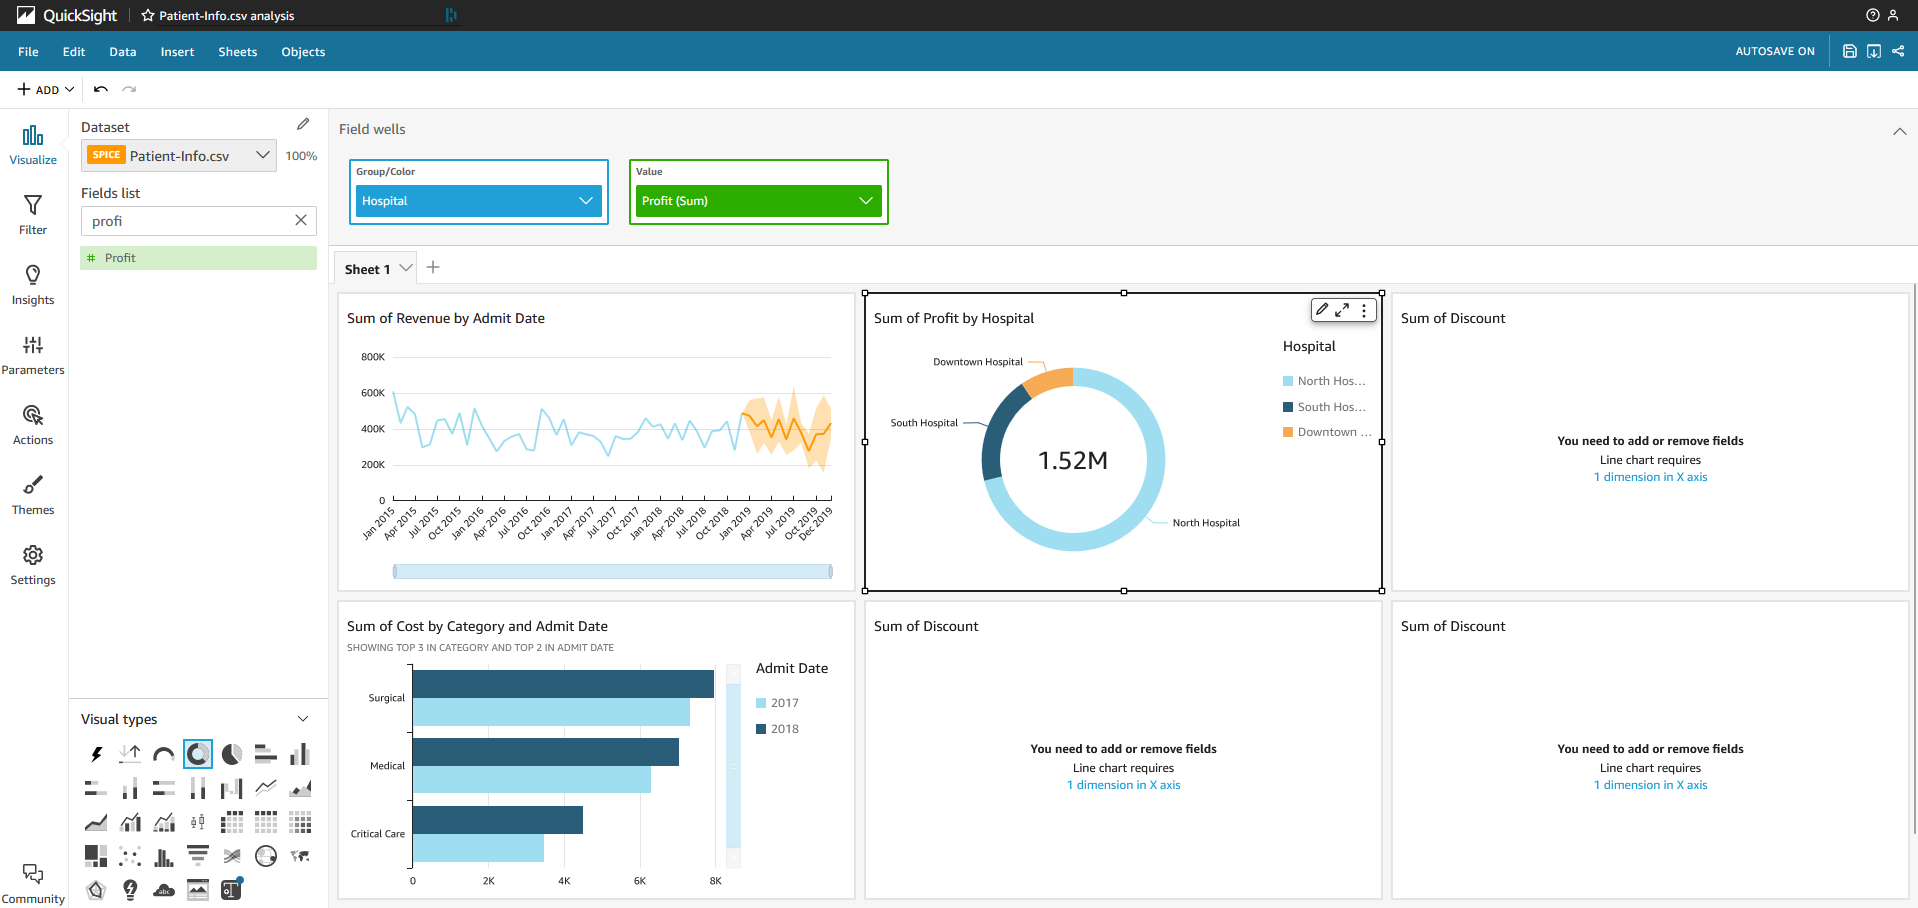 QuickSight
Patient-Info.csv analysis
File Edit Data Insert Sheets Objects
AUTOSAVE ON
ADD
Visualize
Filter
Insights
Parameters
Actions
Themes
Settings
Community
Dataset
SPICE Patient-Info.csv 100%
Fields list
profi
# Profit
Visual types
Field wells
Group/Color
Hospital
Value
Profit (Sum)
Sheet 1
Sum of Revenue by Admit Date
800K
600K
400K
200K
0
Jan 2015 Apr 2015 Jul 2015 Oct 2015 Jan 2016 Apr 2016 Jul 2016 Oct 2016 Jan 2017 Apr 2017 Jul 2017 Oct 2017 Jan 2018 Apr 2018 Jul 2018 Oct 2018 Jan 2019 Apr 2019 Jul 2019 Oct 2019 Dec 2019
Sum of Profit by Hospital
Downtown Hospital
South Hospital
1.52M
North Hospital
Hospital
North Hos...
South Hos...
Downtown ...
Sum of Discount
You need to add or remove fields
Line chart requires
1 dimension in X axis
Sum of Cost by Category and Admit Date
SHOWING TOP 3 IN CATEGORY AND TOP 2 IN ADMIT DATE
Surgical
Medical
Critical Care
0 2K 4K 6K 8K
Admit Date
2017
2018
Sum of Discount
You need to add or remove fields
Line chart requires
1 dimension in X axis
Sum of Discount
You need to add or remove fields
Line chart requires
1 dimension in X axis